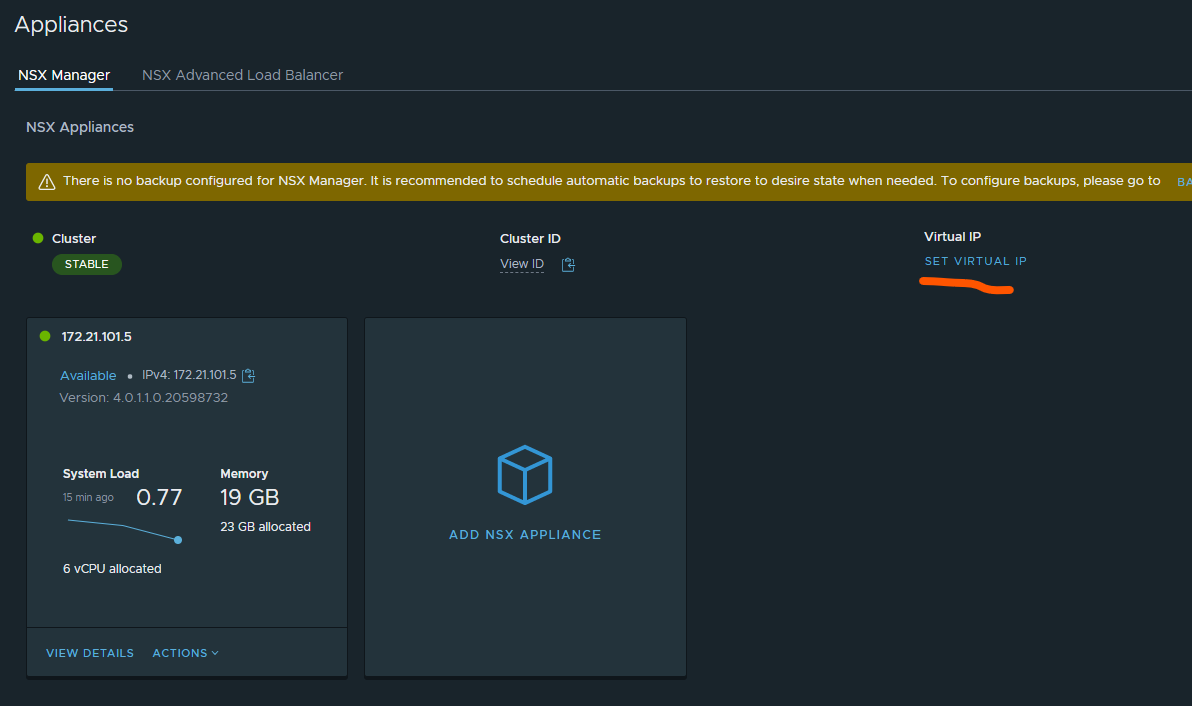 Appliances
NSX Manager
NSX Advanced Load Balancer
NSX Appliances
There is no backup configured for NSX Manager. It is recommended to schedule automatic backups to restore to desire state when needed. To configure backups, please go to
Cluster
STABLE
Cluster ID
View ID
Virtual IP
SET VIRTUAL IP
172.21.101.5
Available • IPv4: 172.21.101.5
Version: 4.0.1.1.0.20598732
System Load
15 min ago 0.77
6 vCPU allocated
Memory
19 GB
23 GB allocated
VIEW DETAILS
ACTIONS
ADD NSX APPLIANCE